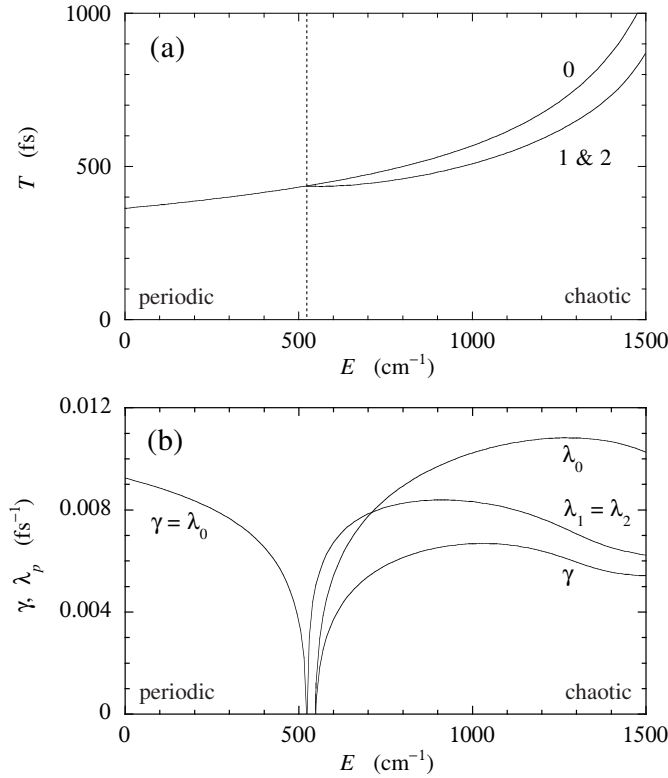 (a)
1000
500
0
T (fs)
0
1 & 2
periodic
chaotic
0
500
1000
1500
E (cm⁻¹)
(b)
0.012
0.008
0.004
0
γ, λₚ (fs⁻¹)
γ = λ₀
λ₀
λ₁ = λ₂
γ
periodic
chaotic
0
500
1000
1500
E (cm⁻¹)